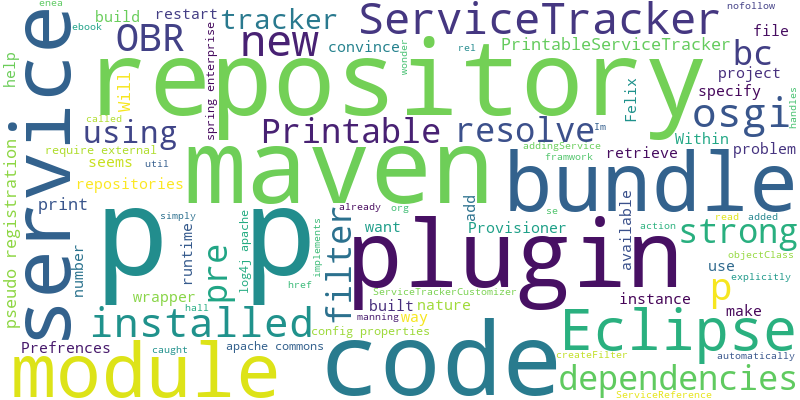 enea
ebook
build
restart
tracker
ServiceTracker
nofollow
OBR
new
convince
rel
PrintableServiceTracker
bc
file
help
service
Will
spring enterprise
wonder
repository
project
specify
handles
called
using
Printable
resolve
Felix
Im
osgi
require external
seems
util
maven
addingService
framwork
Within
retrieve
problem
pseudo registration
repositories
bundle
print
simply
already
org
add
available
p p
plugin
Provisioner
want
action
read
added
strong
number
runtime
pre
log4j apache
filter
implements
objectClass
use
explicitly
wrapper
href
ServiceTrackerCustomizer
se
p
hall
built
nature
instance
make
installed
manning
way
config properties
Eclipse
Prefrences
caught
apache commons
code
createFilter
automatically
module
dependencies
ServiceReference